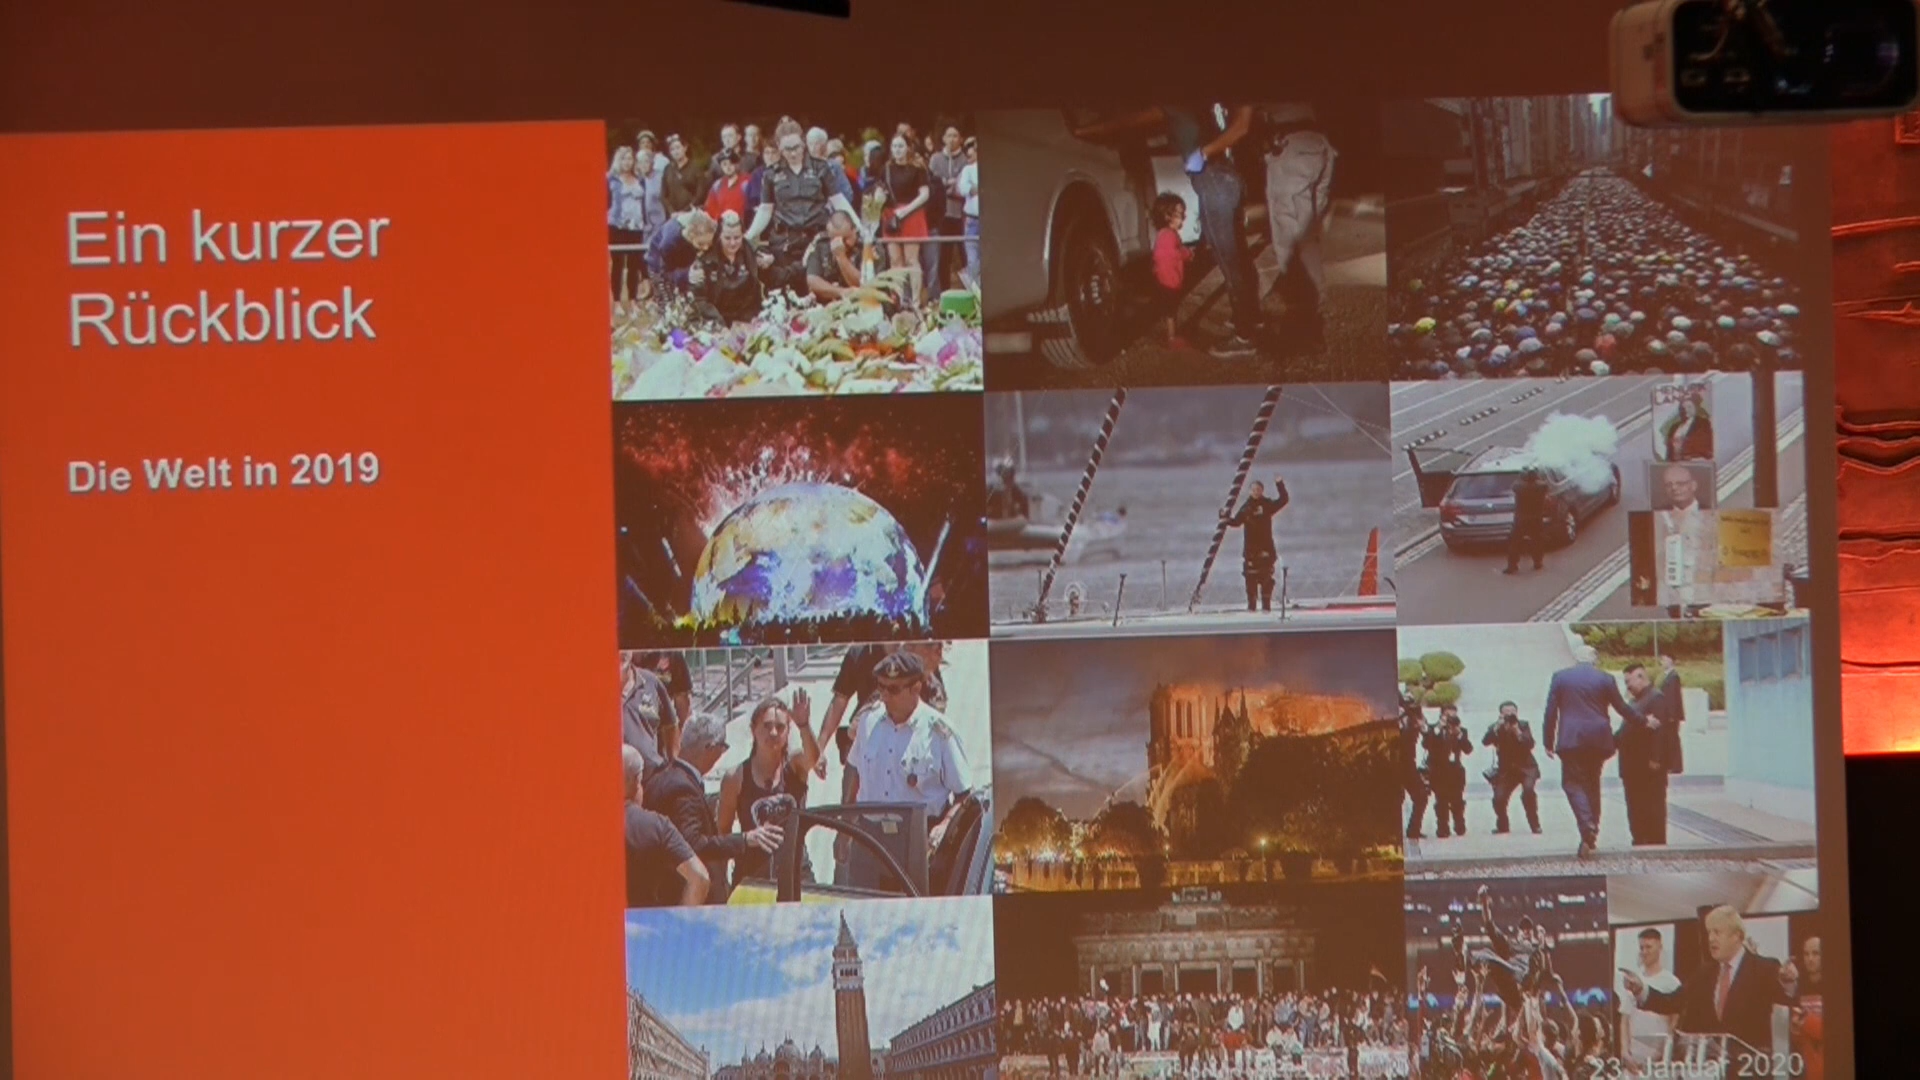 Ein kurzer
Rückblick
Die Welt in 2019
23. Januar 2020